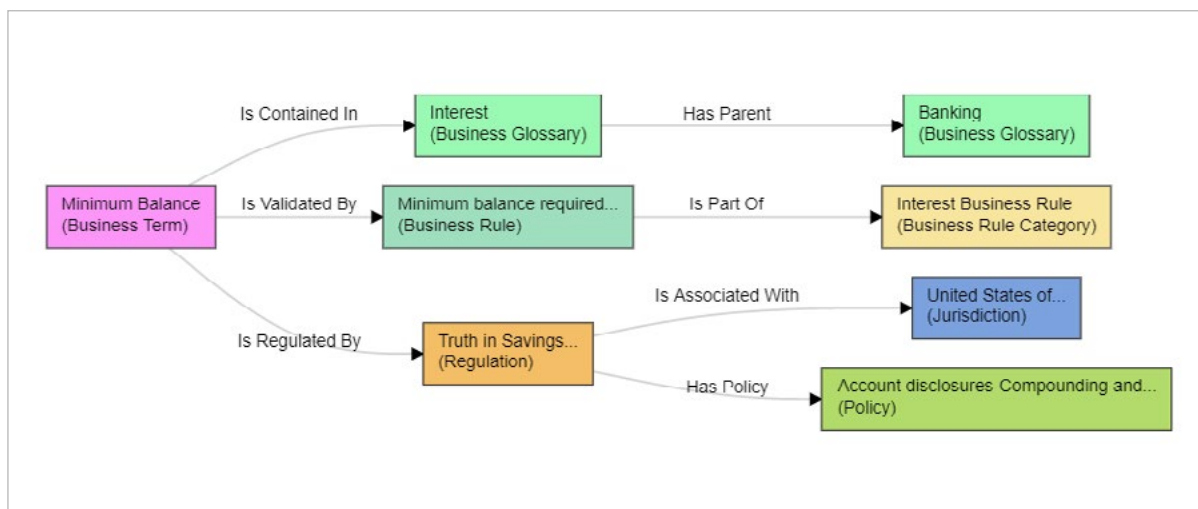 Is Contained In
Interest
(Business Glossary)
Has Parent
Banking
(Business Glossary)
Minimum Balance
(Business Term)
Is Validated By
Minimum balance required...
(Business Rule)
Is Part Of
Interest Business Rule
(Business Rule Category)
Is Regulated By
Truth in Savings...
(Regulation)
Is Associated With
United States of...
(Jurisdiction)
Has Policy
Account disclosures Compounding and...
(Policy)